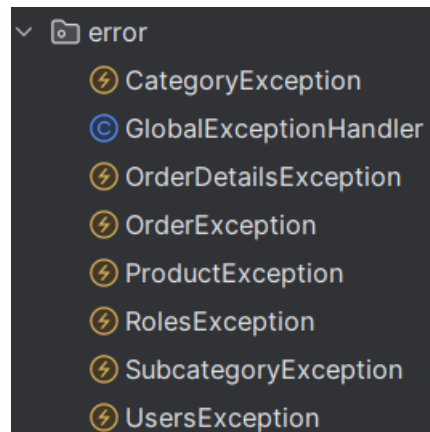 error
CategoryException
GlobalExceptionHandler
OrderDetailsException
OrderException
ProductException
RolesException
SubcategoryException
UsersException